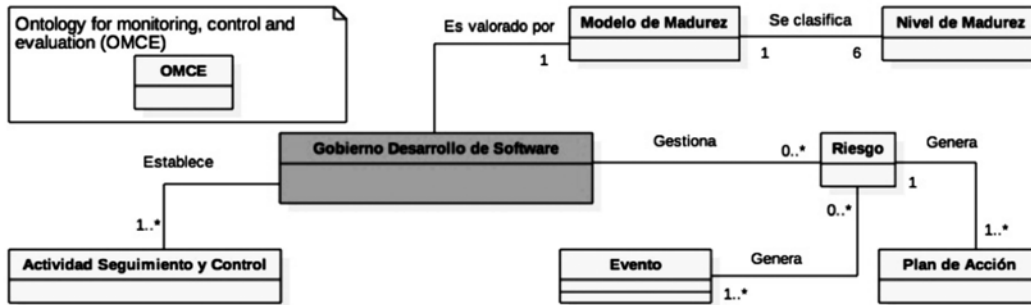 Ontology for monitoring, control and
evaluation (OMCE)
OMCE
Es valorado por
1
Modelo de Madurez
Se clasifica
1
6
Nivel de Madurez
Gobierno Desarrollo de Software
Gestiona
0..*
Riesgo
Genera
1
Establece
1..*
0..*
1..*
Actividad Seguimiento y Control
Evento
Genera
1..*
Plan de Acción